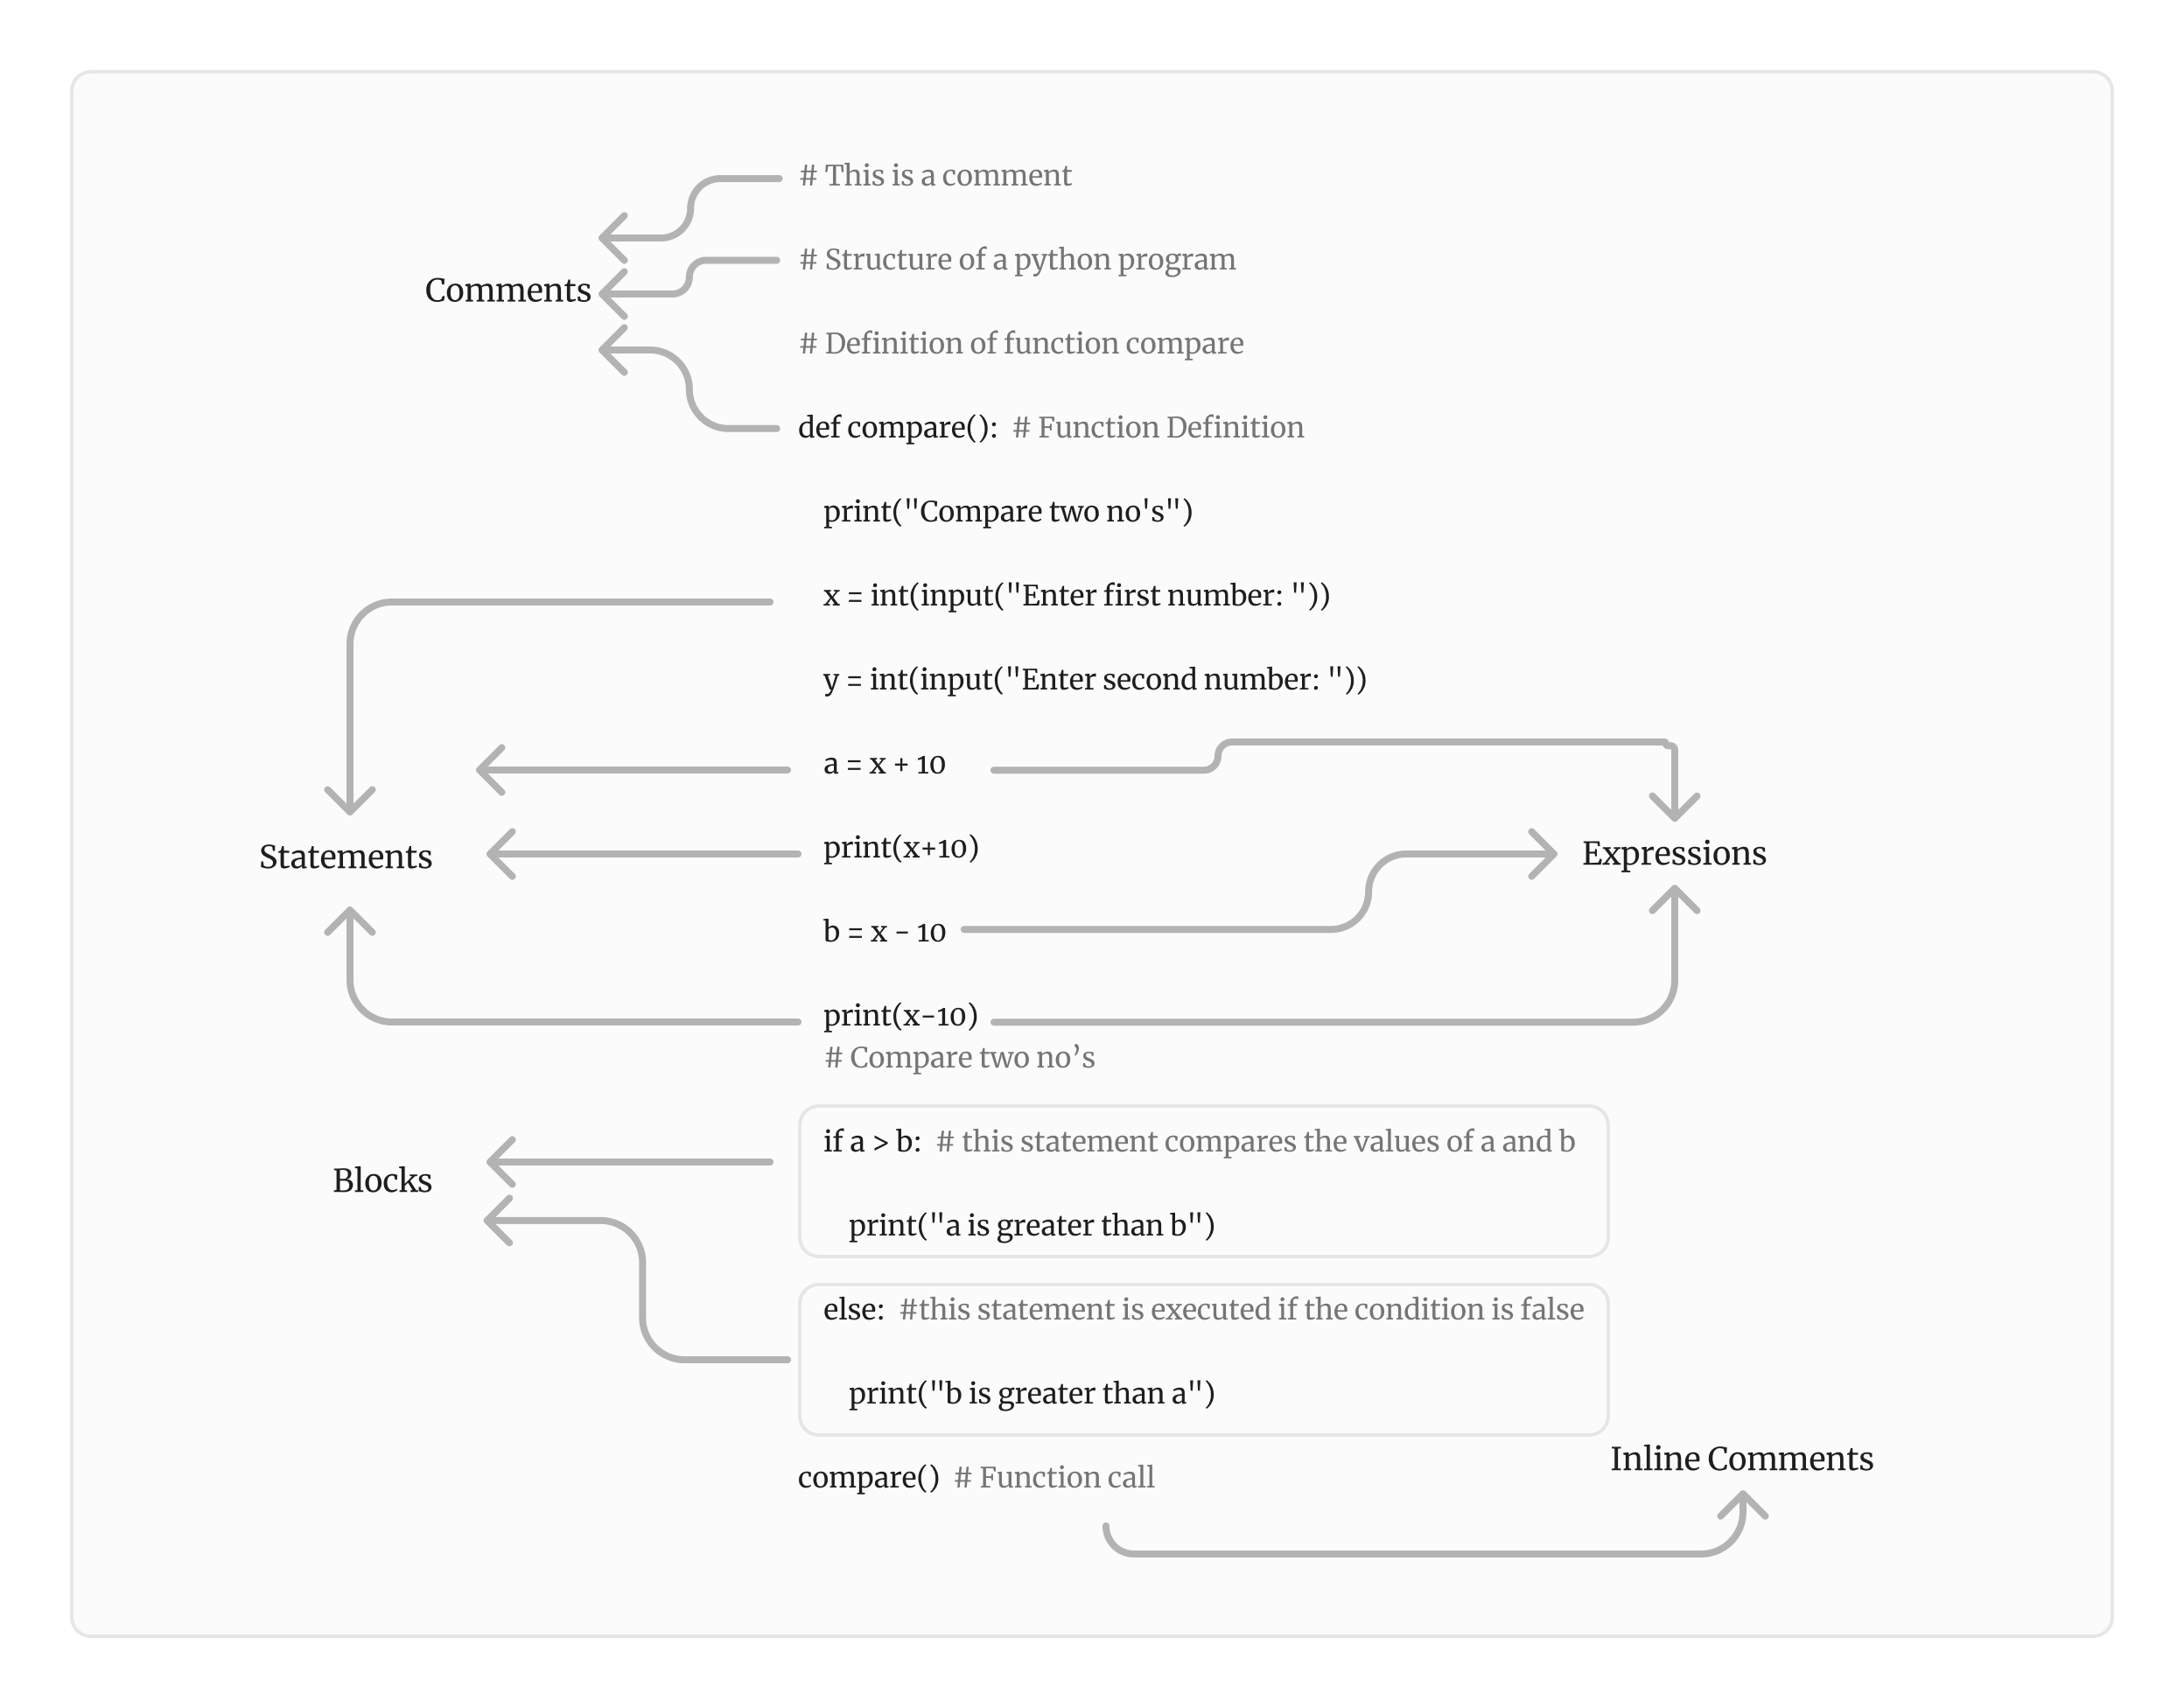 # This is a comment
# Structure of a python program
Comments
# Definition of function compare
def compare():  # Function Definition
print("Compare two no's")
x = int(input("Enter first number: "))
y = int(input("Enter second number: "))
a = x + 10
Statements
print(x+10)
Expressions
b = x - 10
print(x-10)
# Compare two no’s
if a > b:  # this statement compares the values of a and b
Blocks
print("a is greater than b")
else:  #this statement is executed if the condition is false
print("b is greater than a")
Inline Comments
compare()  # Function call